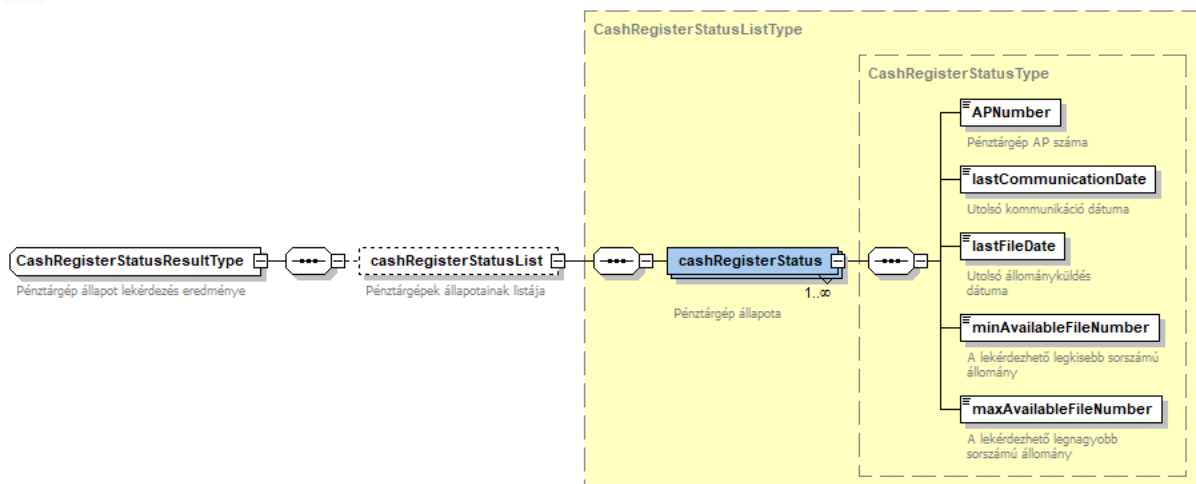 CashRegisterStatusListType
CashRegisterStatusType
APNumber
Pénztárgép AP száma
lastCommunicationDate
Utolsó kommunikáció dátuma
lastFileDate
Utolsó állományküldés
dátuma
CashRegisterStatusResultType
Pénztárgép állapot lekérdezés eredménye
cashRegisterStatusList
Pénztárgépek állapotainak listája
cashRegisterStatus
1..∞
Pénztárgép állapota
minAvailableFileNumber
A lekérdezhető legkisebb sorszámú
állomány
maxAvailableFileNumber
A lekérdezhető legnagyobb
sorszámú állomány